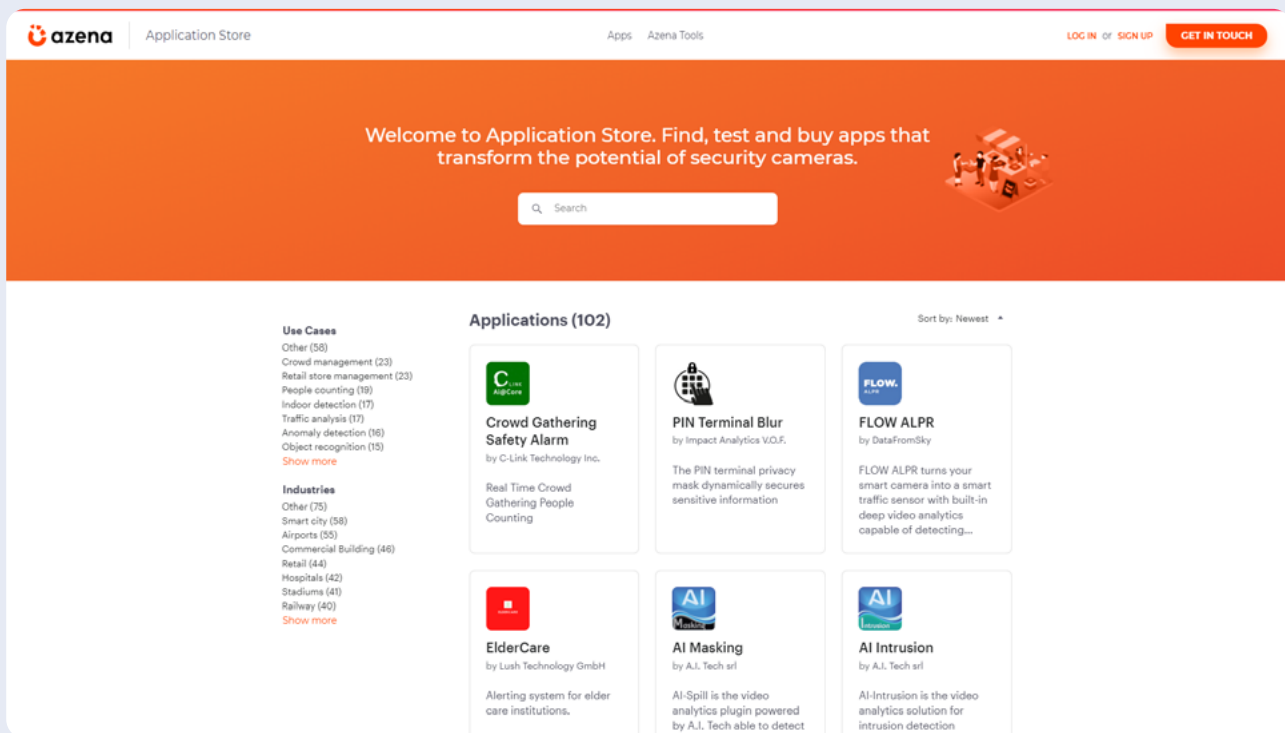 azena
Application Store
Apps
Azena Tools
LOG IN or SIGN UP
GET IN TOUCH
Welcome to Application Store. Find, test and buy apps that
transform the potential of security cameras.
Search
Use Cases
Other (58)
Crowd management (23)
Retail store management (23)
People counting (19)
Indoor detection (17)
Traffic analysis (17)
Anomaly detection (16)
Object recognition (15)
Show more
Industries
Other (75)
Smart city (58)
Airports (55)
Commercial Building (46)
Retail (44)
Hospitals (42)
Stadiums (41)
Railway (40)
Show more
Applications (102)
Sort by: Newest
C LINK
AI@Core
Crowd Gathering
Safety Alarm
by C-Link Technology Inc.
Real Time Crowd
Gathering People
Counting
PIN Terminal Blur
by Impact Analytics V.O.F.
The PIN terminal privacy
mask dynamically secures
sensitive information
FLOW.
ALPR
FLOW ALPR
by DataFromSky
FLOW ALPR turns your
smart camera into a smart
traffic sensor with built-in
deep video analytics
capable of detecting...
ElderCare
by Lush Technology GmbH
Alerting system for elder
care institutions.
AI
Masking
AI Masking
by A.I. Tech srl
AI-Spill is the video
analytics plugin powered
by A.I. Tech able to detect
AI
Intrusion
AI Intrusion
by A.I. Tech srl
AI-Intrusion is the video
analytics solution for
intrusion detection